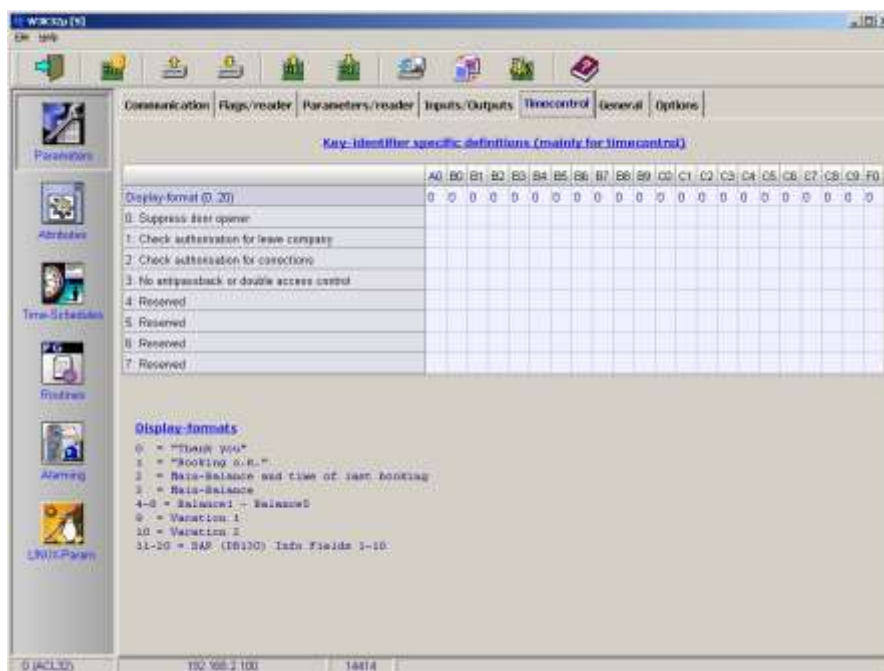 File Help
Communication Flags/reader Parameters/reader Inputs/Outputs Timecontrol General Options
Key-identifier specific definitions (mainly for timecontrol)
A0 B0 B1 B2 B3 B4 B5 B6 B7 B8 B9 C0 C1 C2 C3 C4 C5 C6 C7 C8 C9 F0
Display-format (0..20) 0 0 0 0 0 0 0 0 0 0 0 0 0 0 0 0 0 0 0 0 0 0
0. Suppress door opener
1. Check authorisation for leave company
2. Check authorisation for corrections
3. No antipassback or double access control
4. Reserved
5. Reserved
6. Reserved
7. Reserved
Parameters
Attributes
Time-Schedules
Routines
Alarming
LINUX-Param
Display-formats
0 = "Thank you"
1 = "Booking o.k."
2 = Main-Balance and time of last booking
3 = Main-Balance
4-8 = Balance1 - Balance5
9 = Vacation 1
10 = Vacation 2
11-20 = SAP (DB130) Info Fields 1-10
0 (ACL32) 192.168.2.100 14414